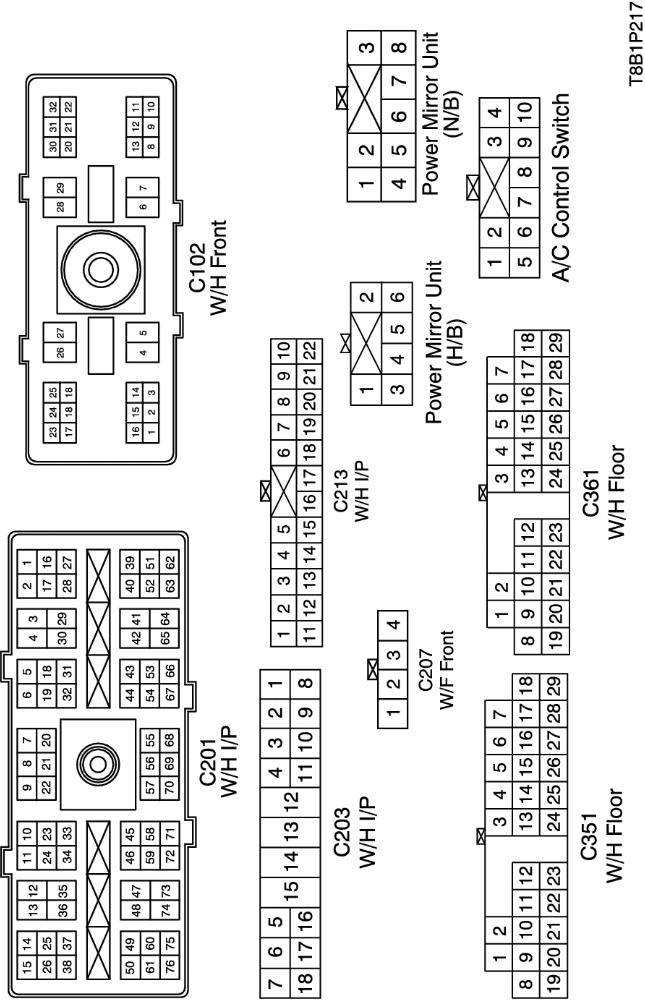 15 14 13 12 11 10 9 8 7 6 5 4 3 2 1
26 25 24 23 22 21 20 19 18 17 16
38 37 36 35 34 33 32 31 30 29 28 27
50 49 48 47 46 45 44 43 42 41 40 39
61 60 59 58 57 56 55 54 53 52 51
76 75 74 73 72 71 70 69 68 67 66 65 64 63 62
C201
W/H I/P
23 24 25 26 27 28 29 30 31 32
17 18 18 20 21 22
16 15 14 13 12 11
4 5 6 7
1 2 3 8 9 10
C102
W/H Front
7 6 5 4 3 2 1
15 14 13 12
18 17 16 11 10 9 8
C203
W/H I/P
1 2 3 4 5 6 7 8 9 10
11 12 13 14 15 16 17 18 19 20 21 22
C213
W/H I/P
1 2
3 4 5 6
Power Mirror Unit
(H/B)
1 2 3
4 5 6 7 8
Power Mirror Unit
(N/B)
1 2 3 4
C207
W/F Front
1 2 3 4 5 6 7
8 9 10 11 12 13 14 15 16 17 18
19 20 21 22 23 24 25 26 27 28 29
C351
W/H Floor
1 2 3 4 5 6 7
8 9 10 11 12 13 14 15 16 17 18
19 20 21 22 23 24 25 26 27 28 29
C361
W/H Floor
1 2 3 4
5 6 7 8 9 10
A/C Control Switch
T8B1P217